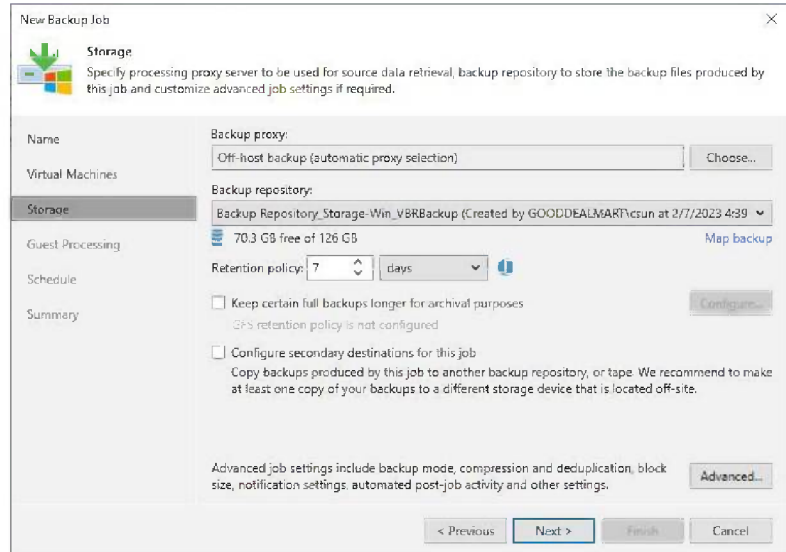 New Backup Job
Storage
Specify processing proxy server to be used for source data retrieval, backup repository to store the backup files produced by
this job and customize advanced job settings if required.
Name
Virtual Machines
Storage
Guest Processing
Schedule
Summary
Backup proxy:
Off-host backup (automatic proxy selection)
Choose...
Backup repository:
Backup Repository_Storage-Win_VBRBackup (Created by GOODDEALMART\csun at 2/7/2023 4:39
70.3 GB free of 126 GB
Map backup
Retention policy: 7 days
Keep certain full backups longer for archival purposes
Configure...
GFS retention policy is not configured
Configure secondary destinations for this job
Copy backups produced by this job to another backup repository, or tape. We recommend to make
at least one copy of your backups to a different storage device that is located off-site.
Advanced job settings include backup mode, compression and deduplication, block
size, notification settings, automated post-job activity and other settings.
Advanced...
< Previous
Next >
Finish
Cancel